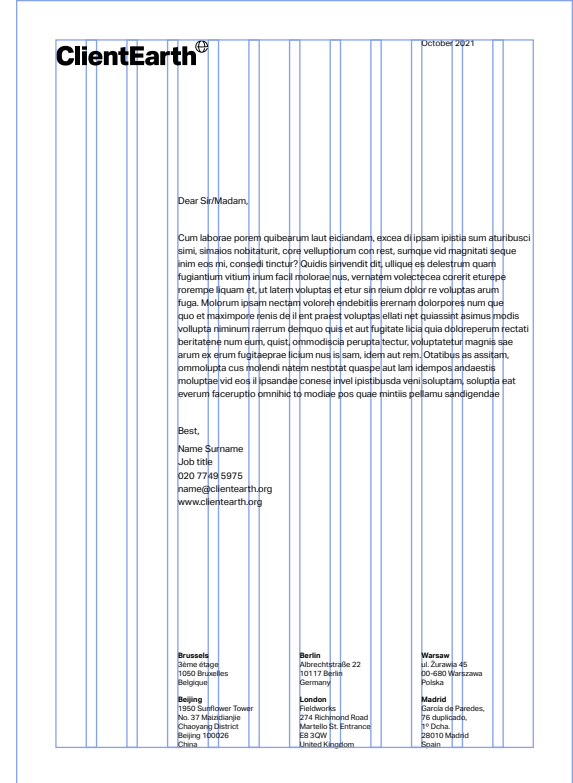 ClientEarth
October 2021
Dear Sir/Madam,
Cum laborae porem quibearum laut eiciandam, excea di ipsam ipistia sum aturibusci
simi, simaios nobitaturit, core velluptiorum con rest, sumque vid magnitati seque
inim eos mi, consedi tinctur? Quidis sinvendit dit, ullique es delestrum quam
fugiantium vitium inum facil molorae nus, vernatem volectecea corerit eturepe
rorempe liquam et, ut latem voluptas et etur sin reium dolor re voluptas arum
fuga. Molorum ipsam nectam voloreh endebitiis erernam dolorpores num que
quo et maximpore renis de il ent praest voluptas ellati net quiassint asimus modis
vollupta niminum raerrum demquo quis et aut fugitate licia quia doloreperum rectati
beritatene num eum, quist, ommodiscia perupta tectur, voluptatetur magnis sae
arum ex erum fugitaeprae licium nus is sam, idem aut rem. Otatibus as assitam,
ommolupta cus molendi natem nestotat quaspe aut lam idempos andaestis
moluptae vid eos il ipsandae conese invel ipistibusda veni soluptam, soluptia eat
everum faceruptio omnihic to modiae pos quae mintiis pellamu sandigendae
Best,
Name Surname
Job title
020 7749 5975
name@clientearth.org
www.clientearth.org
Brussels
3ème étage
1050 Bruxelles
Belgique
Berlin
Albrechtstraße 22
10117 Berlin
Germany
Warsaw
ul. Żurawia 45
00-680 Warszawa
Polska
Beijing
1950 Sunflower Tower
No. 37 Maizidianjie
Chaoyang District
Beijing 100026
China
London
Fieldworks
274 Richmond Road
Martello St. Entrance
E8 3QW
United Kingdom
Madrid
García de Paredes,
76 duplicado,
1º Dcha.
28010 Madrid
Spain